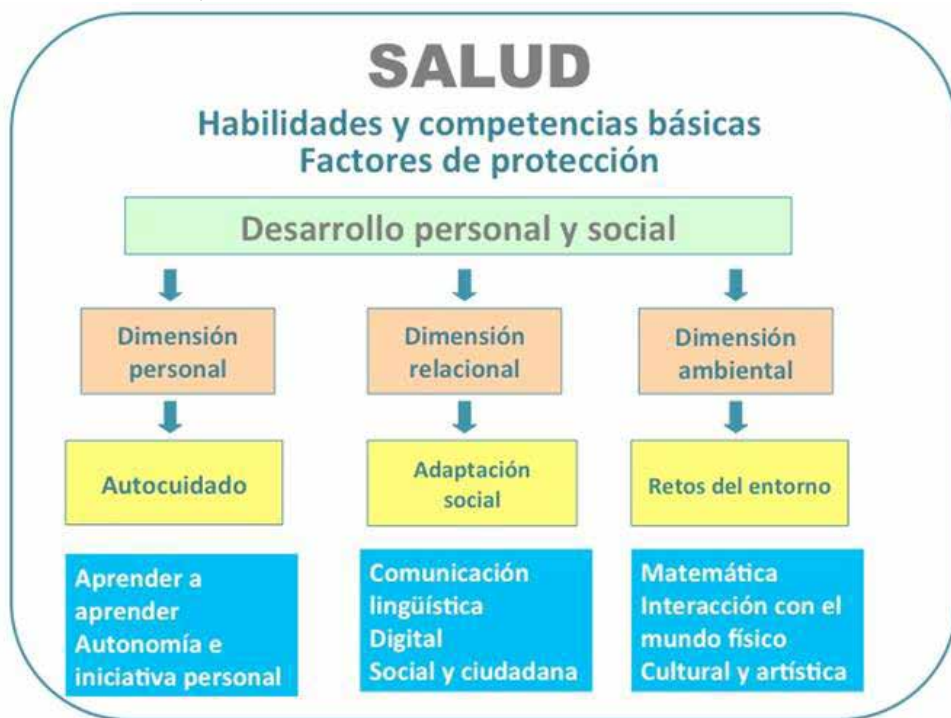 SALUD
Habilidades y competencias básicas
Factores de protección
Desarrollo personal y social
Dimensión
personal
Dimensión
relacional
Dimensión
ambiental
Autocuidado
Adaptación
social
Retos del entorno
Aprender a
aprender
Autonomía e
iniciativa personal
Comunicación
lingüística
Digital
Social y ciudadana
Matemática
Interacción con el
mundo físico
Cultural y artística